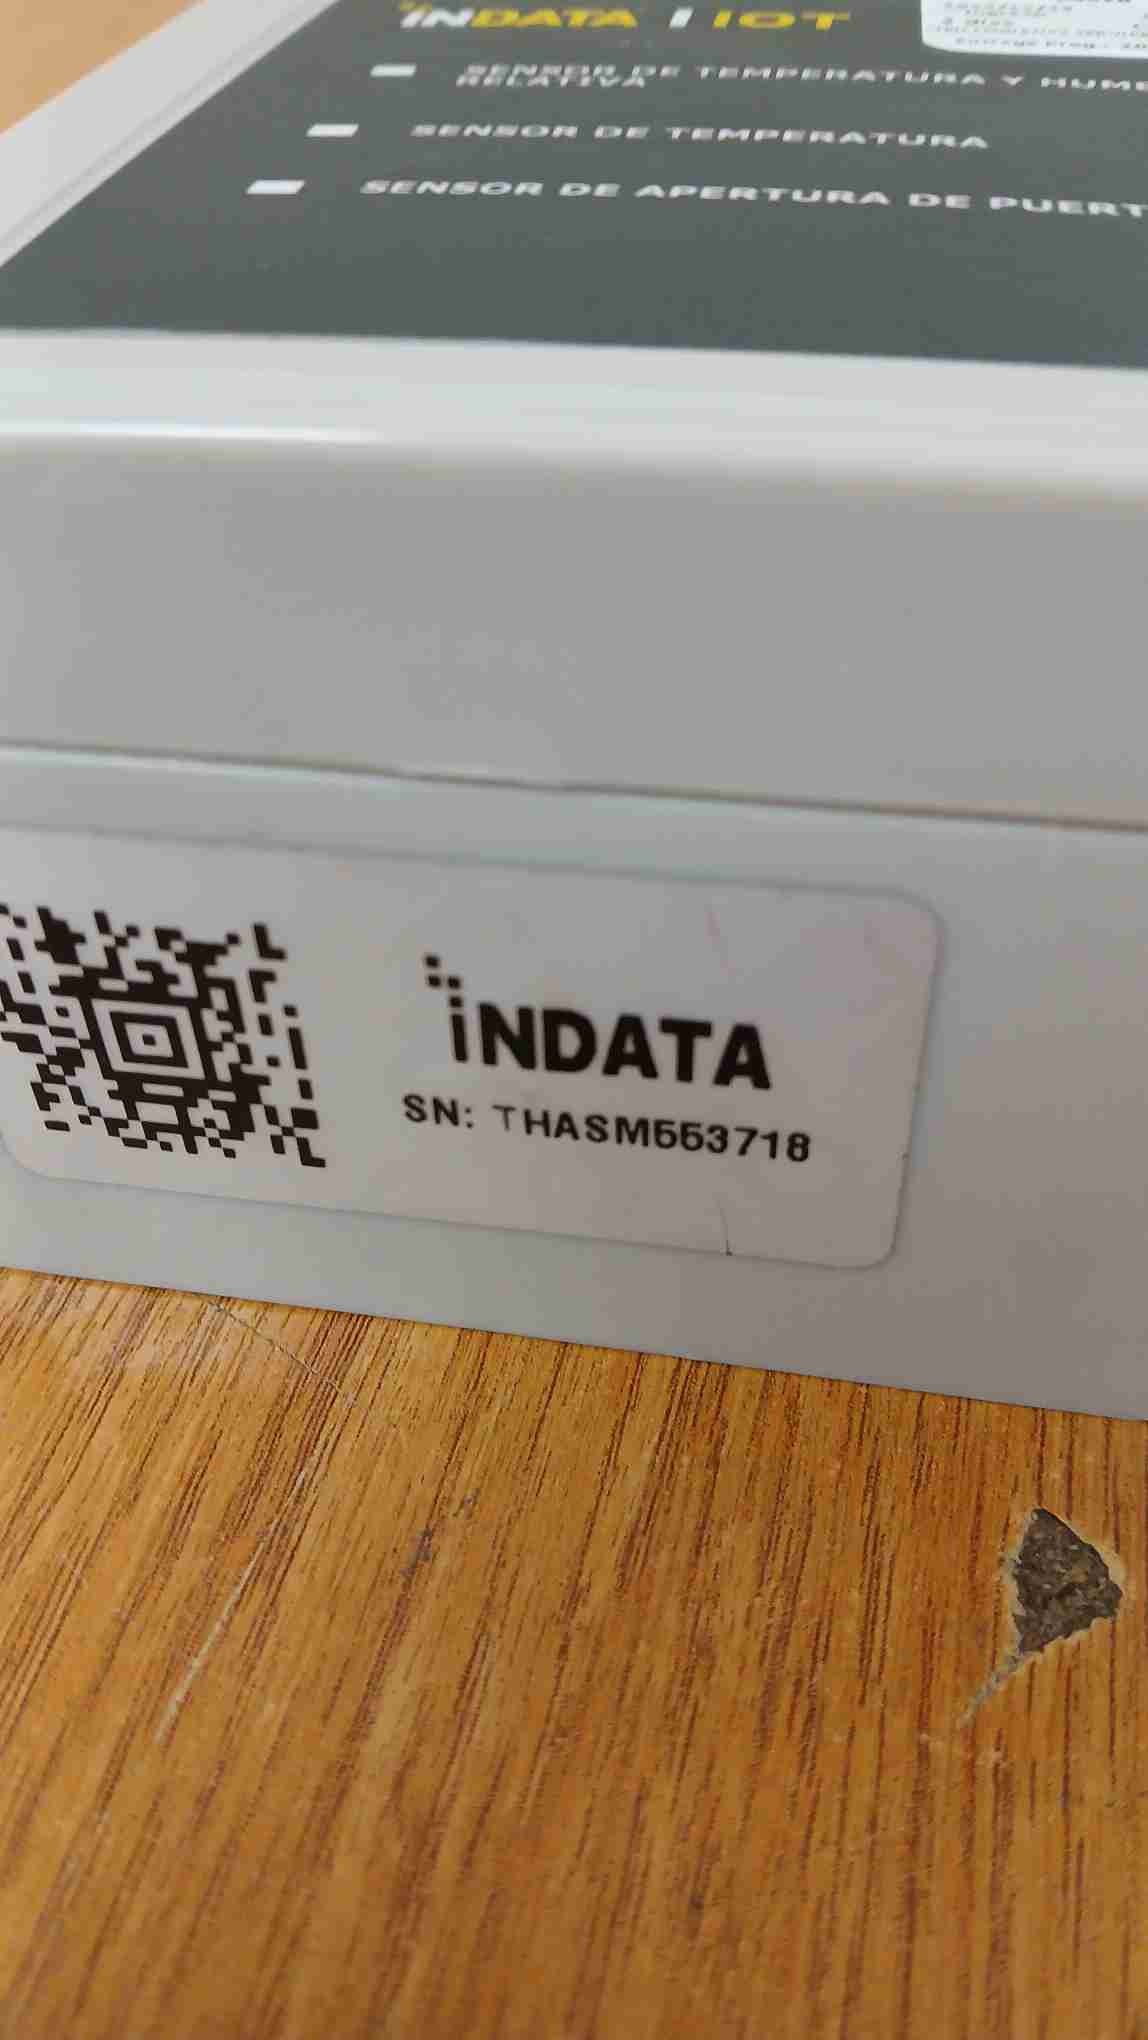 iNDATA | IOT
SENSOR DE TEMPERATURA Y HUME
RELATIVA
SENSOR DE TEMPERATURA
SENSOR DE APERTURA DE PUERT
iNDATA
SN: THASM553718